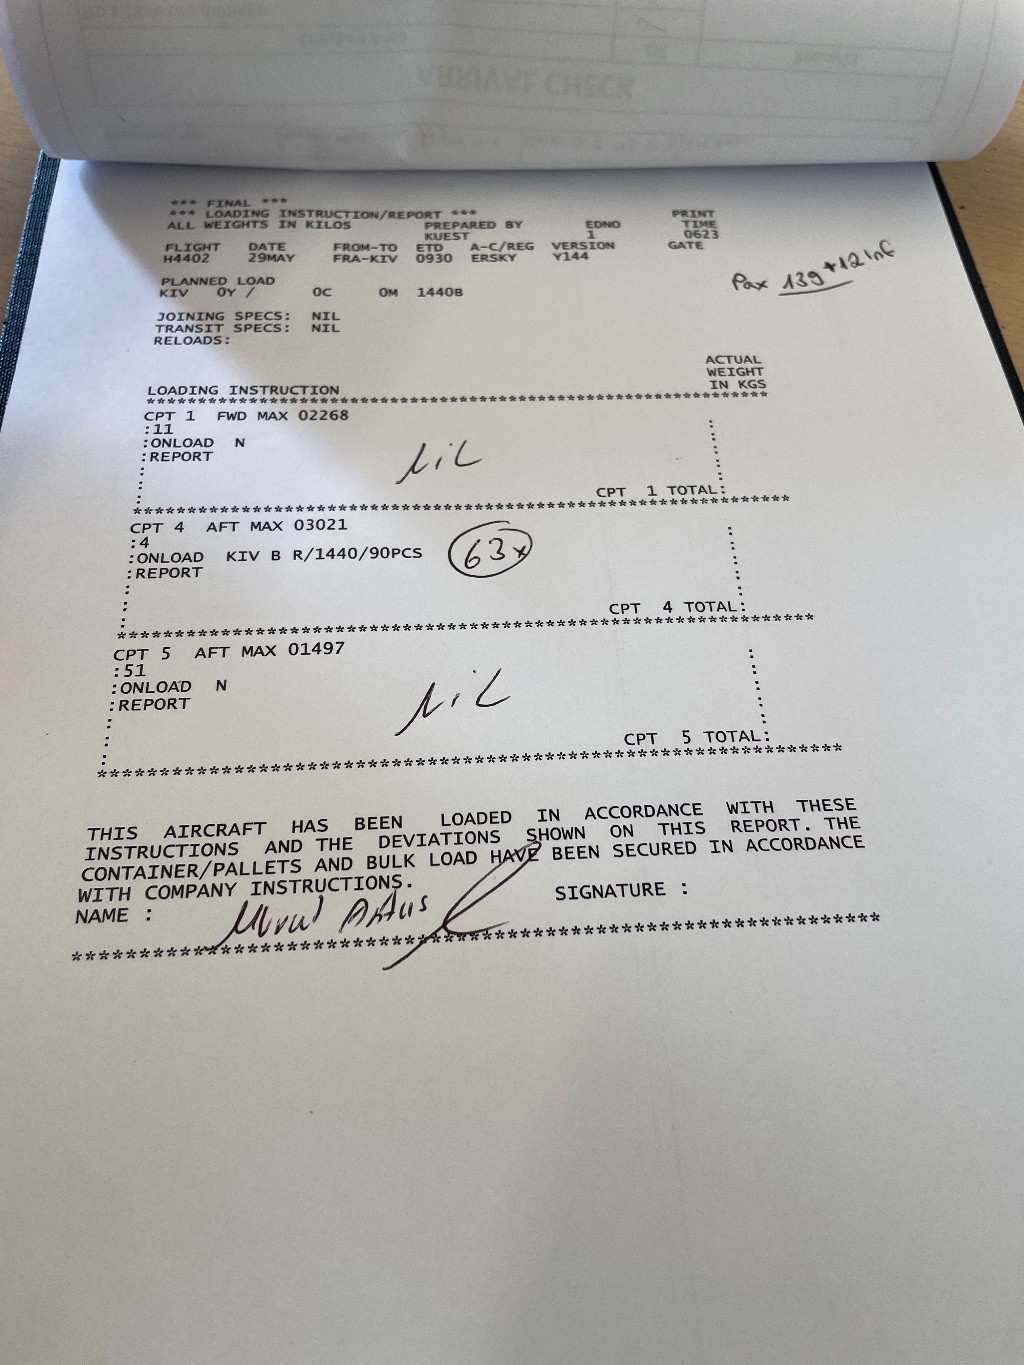 ARRIVAL CHECK
*** FINAL ***
*** LOADING INSTRUCTION/REPORT *** PRINT
ALL WEIGHTS IN KILOS PREPARED BY EDNO TIME
KUEST 1 0623
FLIGHT DATE FROM-TO ETD A-C/REG VERSION GATE
H4402 29MAY FRA-KIV 0930 ERSKY Y144
Pax 139 +12 inf
PLANNED LOAD
KIV 0Y / 0C 0M 1440B
JOINING SPECS: NIL
TRANSIT SPECS: NIL
RELOADS:
ACTUAL
WEIGHT
LOADING INSTRUCTION IN KGS
CPT 1 FWD MAX 02268
:11
:ONLOAD N
:REPORT
NiL
CPT 1 TOTAL:
CPT 4 AFT MAX 03021
:4
:ONLOAD KIV B R/1440/90PCS 63x
:REPORT
CPT 4 TOTAL:
CPT 5 AFT MAX 01497
:51
:ONLOAD N
:REPORT
NiL
CPT 5 TOTAL:
THIS AIRCRAFT HAS BEEN LOADED IN ACCORDANCE WITH THESE
INSTRUCTIONS AND THE DEVIATIONS SHOWN ON THIS REPORT. THE
CONTAINER/PALLETS AND BULK LOAD HAVE BEEN SECURED IN ACCORDANCE
WITH COMPANY INSTRUCTIONS.
NAME : SIGNATURE :